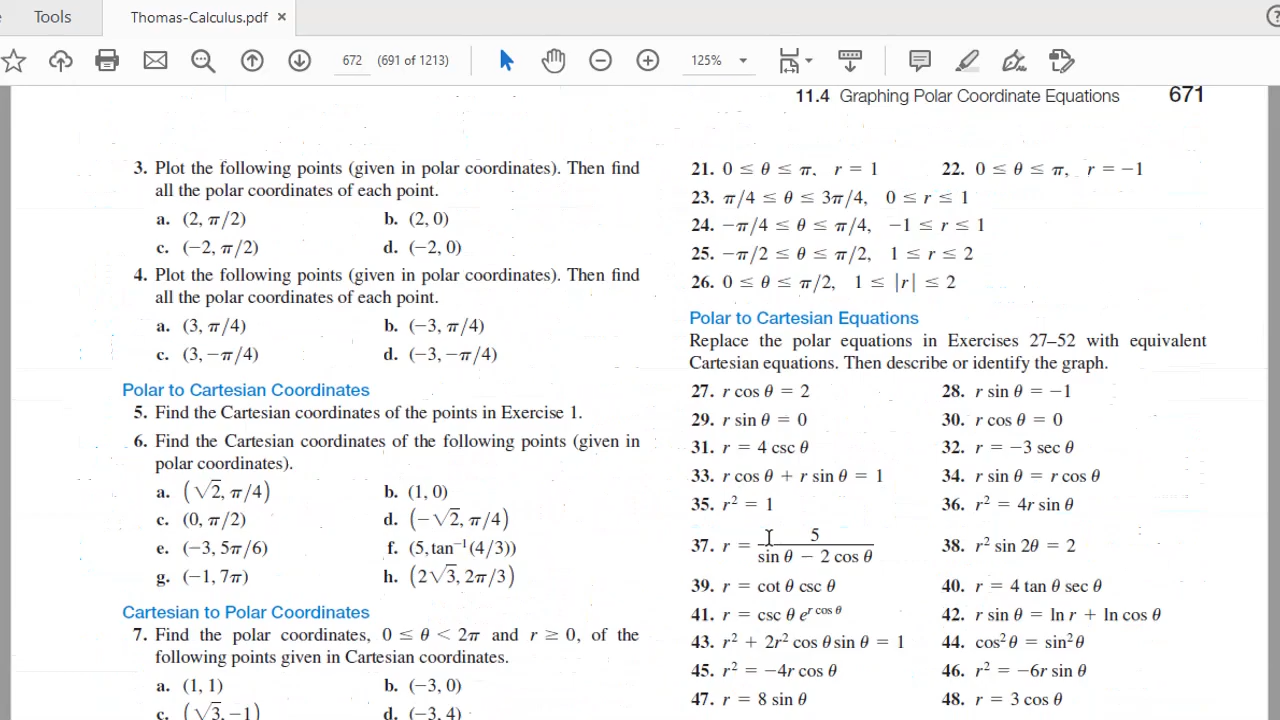 Tools
Thomas-Calculus.pdf ×
672 (691 of 1213)
125%
11.4 Graphing Polar Coordinate Equations 671
3. Plot the following points (given in polar coordinates). Then find
all the polar coordinates of each point.
a. (2, π/2) b. (2, 0)
c. (−2, π/2) d. (−2, 0)
4. Plot the following points (given in polar coordinates). Then find
all the polar coordinates of each point.
a. (3, π/4) b. (−3, π/4)
c. (3, −π/4) d. (−3, −π/4)
Polar to Cartesian Coordinates
5. Find the Cartesian coordinates of the points in Exercise 1.
6. Find the Cartesian coordinates of the following points (given in
polar coordinates).
a. (√2, π/4) b. (1, 0)
c. (0, π/2) d. (−√2, π/4)
e. (−3, 5π/6) f. (5, tan⁻¹(4/3))
g. (−1, 7π) h. (2√3, 2π/3)
Cartesian to Polar Coordinates
7. Find the polar coordinates, 0 ≤ θ < 2π and r ≥ 0, of the
following points given in Cartesian coordinates.
a. (1, 1) b. (−3, 0)
c. (√3, −1) d. (−3, 4)
21. 0 ≤ θ ≤ π, r = 1 22. 0 ≤ θ ≤ π, r = −1
23. π/4 ≤ θ ≤ 3π/4, 0 ≤ r ≤ 1
24. −π/4 ≤ θ ≤ π/4, −1 ≤ r ≤ 1
25. −π/2 ≤ θ ≤ π/2, 1 ≤ r ≤ 2
26. 0 ≤ θ ≤ π/2, 1 ≤ |r| ≤ 2
Polar to Cartesian Equations
Replace the polar equations in Exercises 27–52 with equivalent
Cartesian equations. Then describe or identify the graph.
27. r cos θ = 2 28. r sin θ = −1
29. r sin θ = 0 30. r cos θ = 0
31. r = 4 csc θ 32. r = −3 sec θ
33. r cos θ + r sin θ = 1 34. r sin θ = r cos θ
35. r² = 1 36. r² = 4r sin θ
37. r = 5 / (sin θ − 2 cos θ) 38. r² sin 2θ = 2
39. r = cot θ csc θ 40. r = 4 tan θ sec θ
41. r = csc θ e^(r cos θ) 42. r sin θ = ln r + ln cos θ
43. r² + 2r² cos θ sin θ = 1 44. cos² θ = sin² θ
45. r² = −4r cos θ 46. r² = −6r sin θ
47. r = 8 sin θ 48. r = 3 cos θ